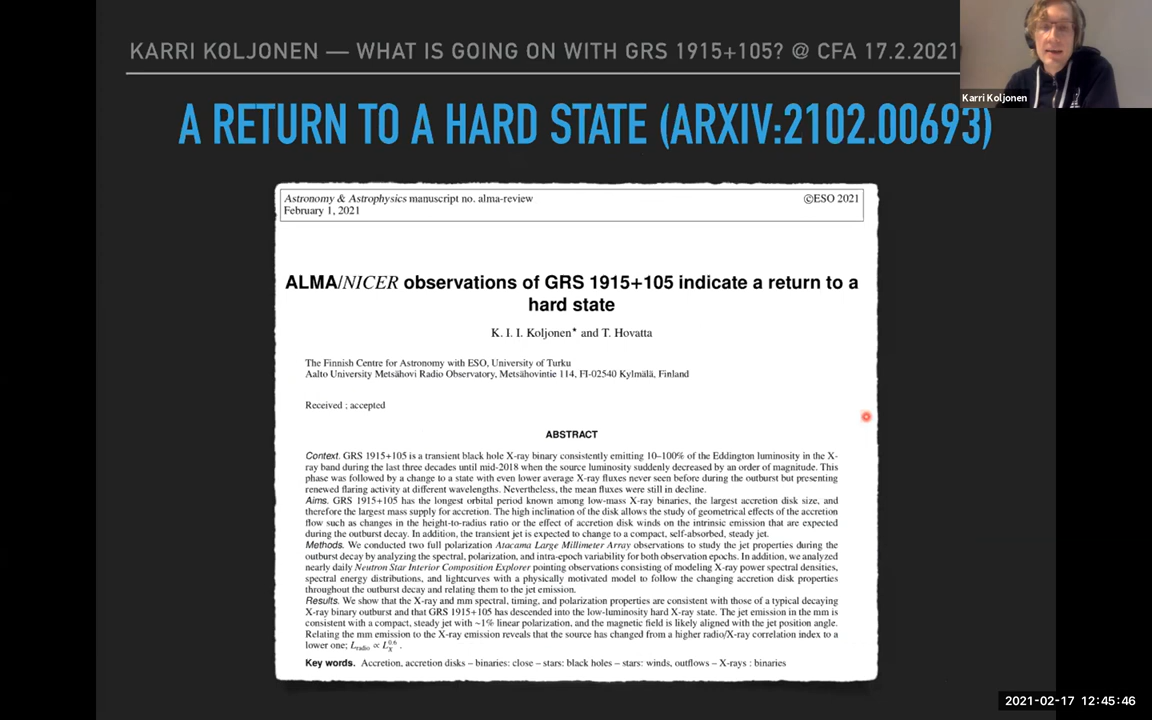 KARRI KOLJONEN — WHAT IS GOING ON WITH GRS 1915+105? @ CFA 17.2.2021
Karri Koljonen
A RETURN TO A HARD STATE (ARXIV:2102.00693)
Astronomy & Astrophysics manuscript no. alma-review
©ESO 2021
February 1, 2021
ALMA/NICER observations of GRS 1915+105 indicate a return to a
hard state
K. I. I. Koljonen★ and T. Hovatta
The Finnish Centre for Astronomy with ESO, University of Turku
Aalto University Metsähovi Radio Observatory, Metsähovintie 114, FI-02540 Kylmälä, Finland
Received ; accepted
ABSTRACT
Context. GRS 1915+105 is a transient black hole X-ray binary consistently emitting 10–100% of the Eddington luminosity in the X-
ray band during the last three decades until mid-2018 when the source luminosity suddenly decreased by an order of magnitude. This
phase was followed by a change to a state with even lower average X-ray fluxes never seen before during the outburst but presenting
renewed flaring activity at different wavelengths. Nevertheless, the mean fluxes were still in decline.
Aims. GRS 1915+105 has the longest orbital period known among low-mass X-ray binaries, the largest accretion disk size, and
therefore the largest mass supply for accretion. The high inclination of the disk allows the study of geometrical effects of the accretion
flow such as changes in the height-to-radius ratio or the effect of accretion disk winds on the intrinsic emission that are expected
during the outburst decay. In addition, the transient jet is expected to change to a compact, self-absorbed, steady jet.
Methods. We conducted two full polarization Atacama Large Millimeter Array observations to study the jet properties during the
outburst decay by analyzing the spectral, polarization, and intra-epoch variability for both observation epochs. In addition, we analyzed
nearly daily Neutron Star Interior Composition Explorer pointing observations consisting of modeling X-ray power spectral densities,
spectral energy distributions, and lightcurves with a physically motivated model to follow the changing accretion disk properties
throughout the outburst decay and relating them to the jet emission.
Results. We show that the X-ray and mm spectral, timing, and polarization properties are consistent with those of a typical decaying
X-ray binary outburst and that GRS 1915+105 has descended into the low-luminosity hard X-ray state. The jet emission in the mm is
consistent with a compact, steady jet with ~1% linear polarization, and the magnetic field is likely aligned with the jet position angle.
Relating the mm emission to the X-ray emission reveals that the source has changed from a higher radio/X-ray correlation index to a
lower one; L_radio ∝ L_X^0.6 .
Key words. Accretion, accretion disks – binaries: close – stars: black holes – stars: winds, outflows – X-rays : binaries
2021-02-17 12:45:46